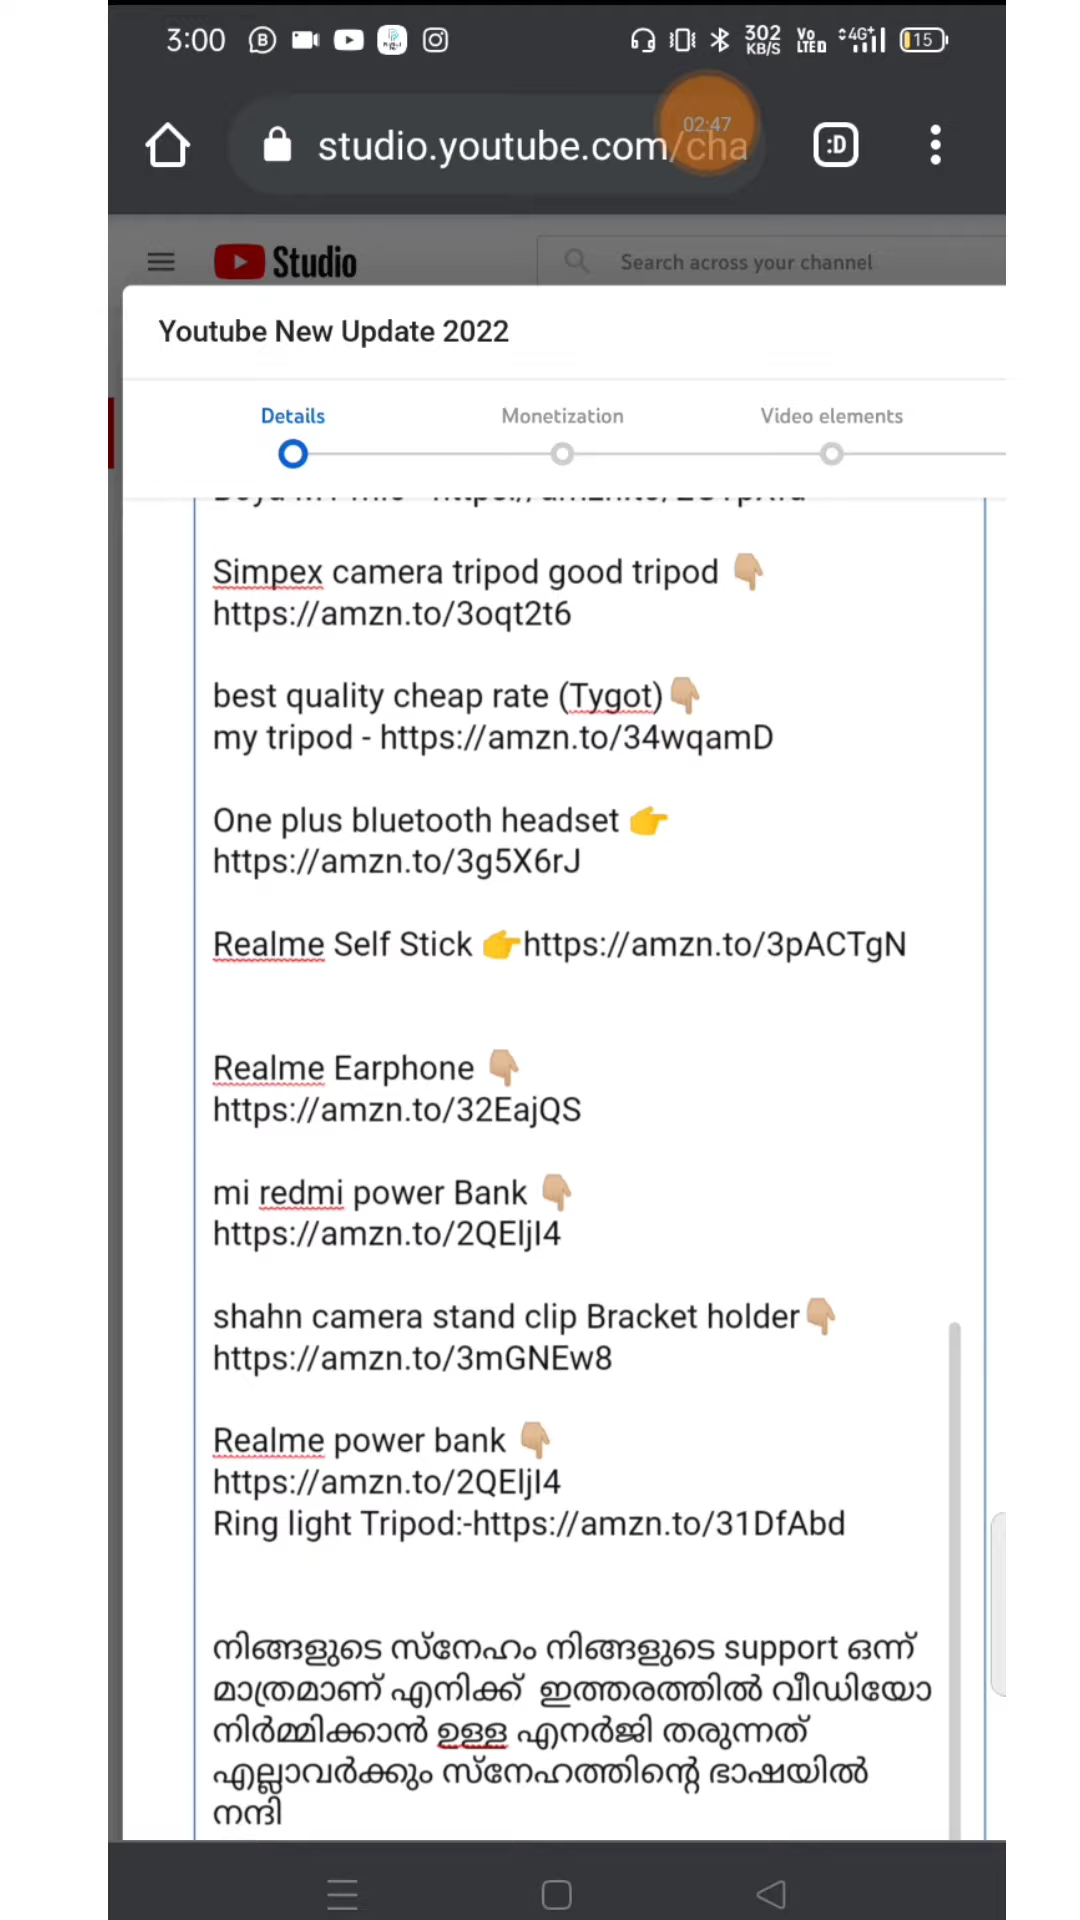 3:00
302 KB/S
Vo LTED
4G+
15
02:47
studio.youtube.com/cha
:D
Studio
Search across your channel
Youtube New Update 2022
Details
Monetization
Video elements
Simpex camera tripod good tripod 👇🏼
https://amzn.to/3oqt2t6
best quality cheap rate (Tygot)👇🏼
my tripod - https://amzn.to/34wqamD
One plus bluetooth headset 👉
https://amzn.to/3g5X6rJ
Realme Self Stick 👉https://amzn.to/3pACTgN
Realme Earphone 👇🏼
https://amzn.to/32EajQS
mi redmi power Bank 👇🏼
https://amzn.to/2QEljI4
shahn camera stand clip Bracket holder👇🏼
https://amzn.to/3mGNEw8
Realme power bank 👇🏼
https://amzn.to/2QEljI4
Ring light Tripod:-https://amzn.to/31DfAbd
നിങ്ങളുടെ സ്നേഹം നിങ്ങളുടെ support ഒന്ന്
മാത്രമാണ് എനിക്ക് ഇത്തരത്തിൽ വീഡിയോ
നിർമ്മിക്കാൻ ഉള്ള എനർജി തരുന്നത്
എല്ലാവർക്കും സ്നേഹത്തിന്റെ ഭാഷയിൽ
നന്ദി